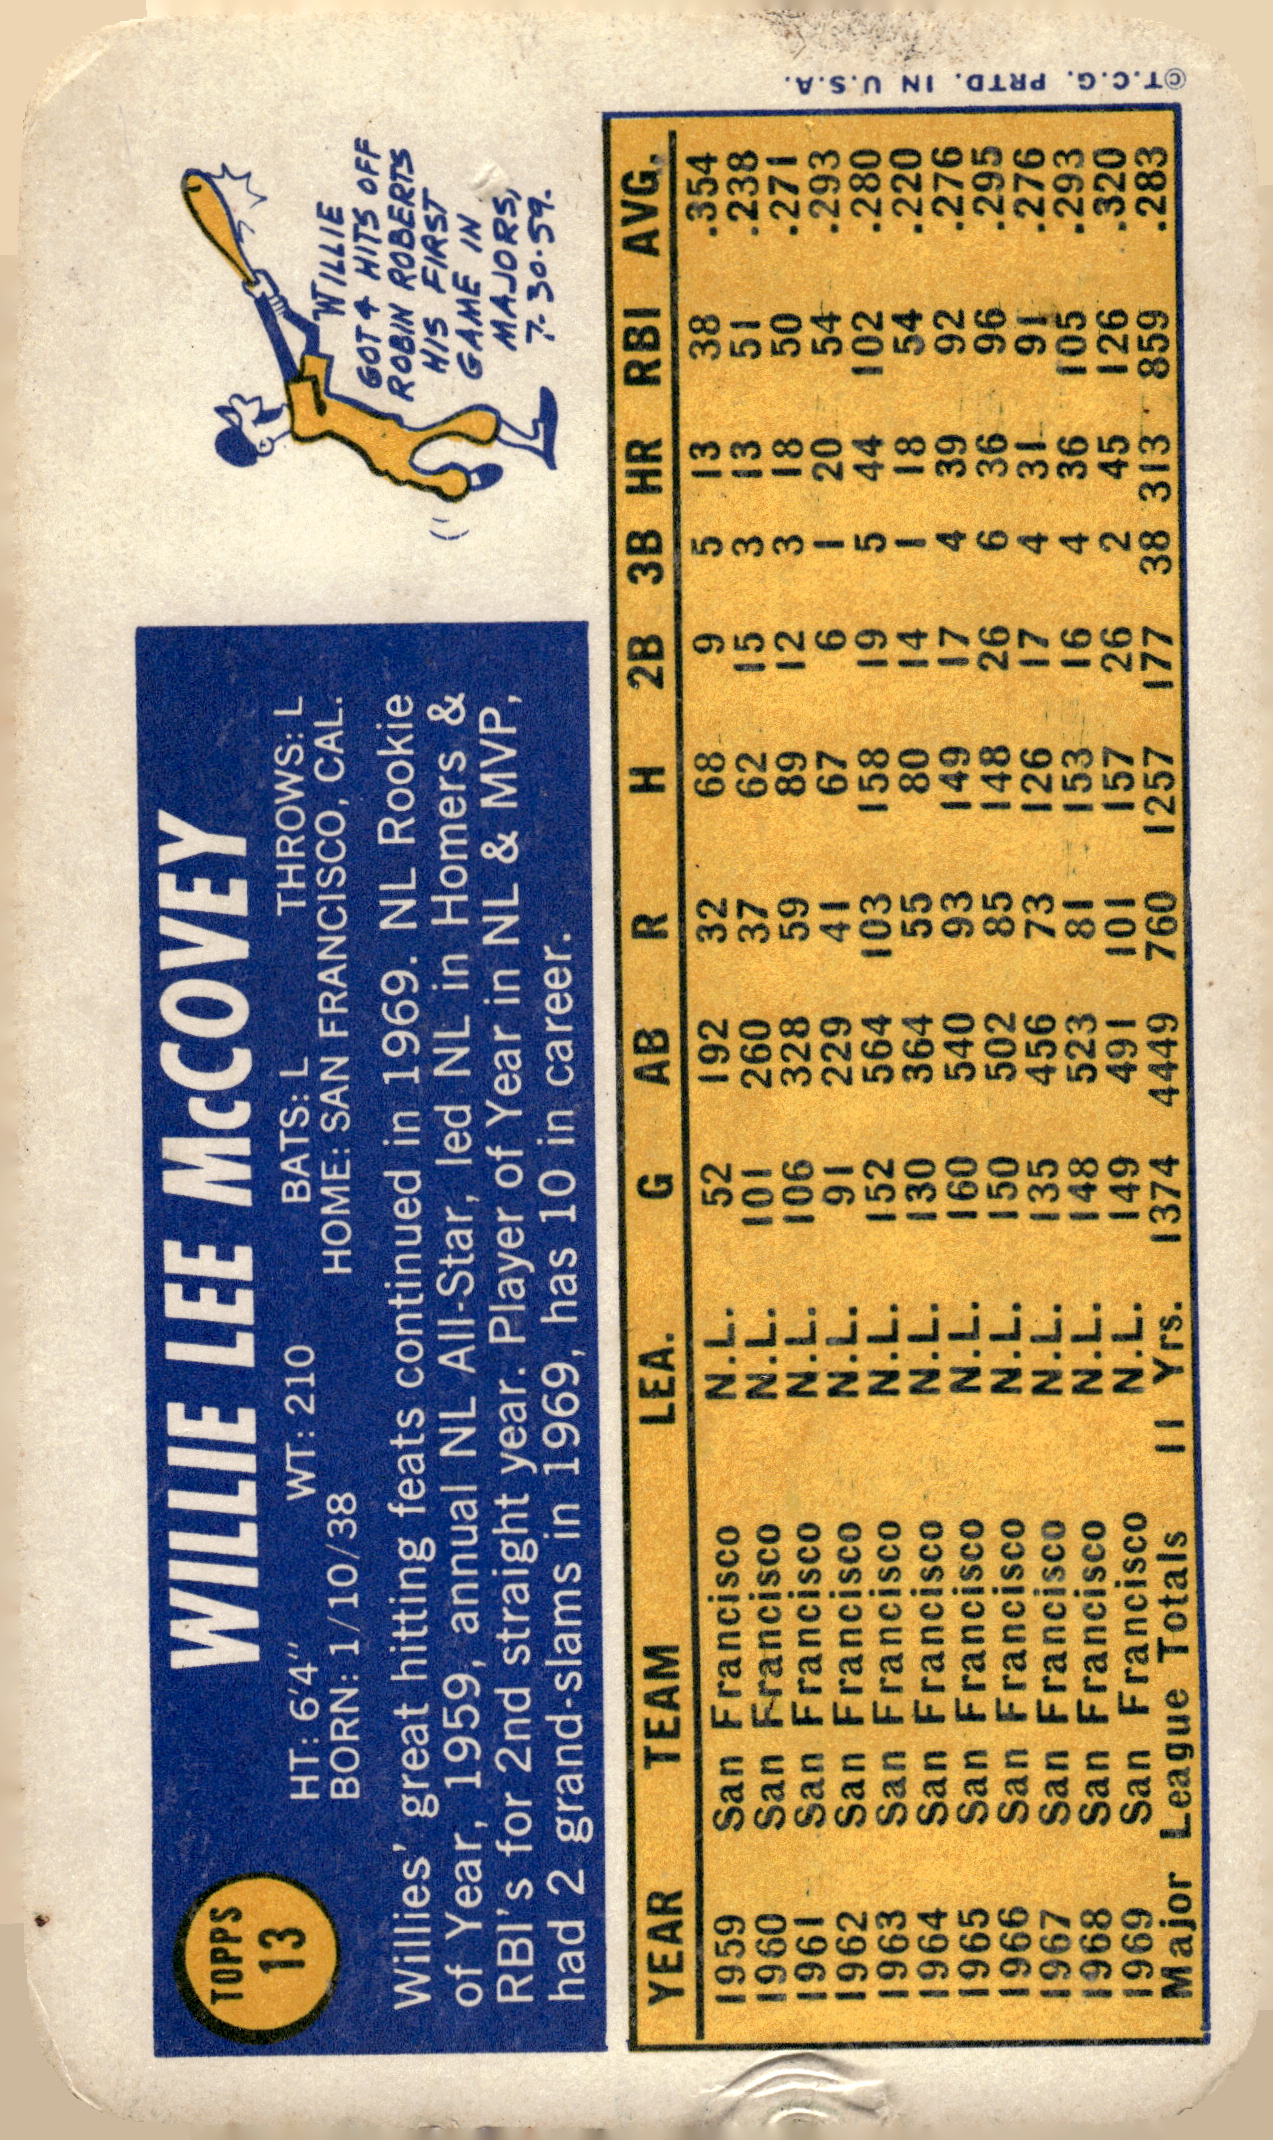 TOPPS
13
WILLIE LEE McCOVEY
HT: 6'4" WT: 210 BATS: L THROWS: L
BORN: 1/10/38 HOME: SAN FRANCISCO, CAL.
Willies' great hitting feats continued in 1969. NL Rookie
of Year, 1959, annual NL All-Star, led NL in Homers &
RBI's for 2nd straight year. Player of Year in NL & MVP,
had 2 grand-slams in 1969, has 10 in career.
WILLIE
GOT 4 HITS OFF
ROBIN ROBERTS
HIS FIRST
GAME IN
MAJORS,
7-30-59.
YEAR TEAM LEA. G AB R H 2B 3B HR RBI AVG.
1959 San Francisco N.L. 52 192 32 68 9 5 13 38 .354
1960 San Francisco N.L. 101 260 37 62 15 3 13 51 .238
1961 San Francisco N.L. 106 328 59 89 12 3 18 50 .271
1962 San Francisco N.L. 91 229 41 67 6 1 20 54 .293
1963 San Francisco N.L. 152 564 103 158 19 5 44 102 .280
1964 San Francisco N.L. 130 364 55 80 14 1 18 54 .220
1965 San Francisco N.L. 160 540 93 149 17 4 39 92 .276
1966 San Francisco N.L. 150 502 85 148 26 6 36 96 .295
1967 San Francisco N.L. 135 456 73 126 17 4 31 91 .276
1968 San Francisco N.L. 148 523 81 153 16 4 36 105 .293
1969 San Francisco N.L. 149 491 101 157 26 2 45 126 .320
Major League Totals 11 Yrs. 1374 4449 760 1257 177 38 313 859 .283
©T.C.G. PRTD. IN U.S.A.